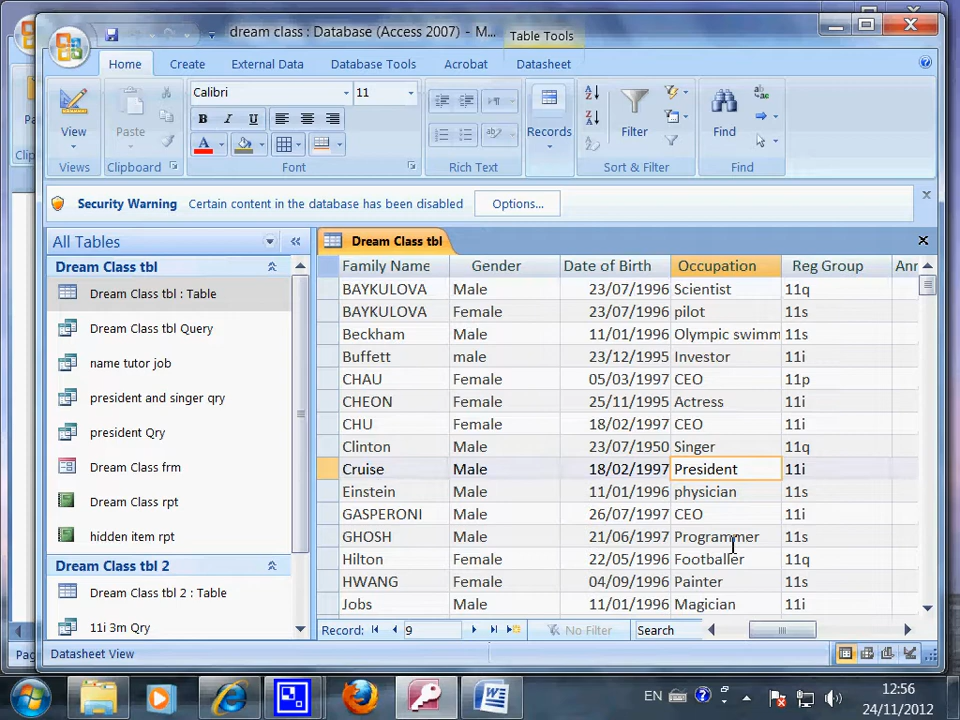 dream class : Database (Access 2007) - M...
Table Tools
Home
Create
External Data
Database Tools
Acrobat
Datasheet
Calibri
11
View
Paste
B I U
A
Records
Filter
Find
Views
Clipboard
Font
Rich Text
Sort & Filter
Find
Security Warning
Certain content in the database has been disabled
Options...
All Tables
Dream Class tbl
Dream Class tbl : Table
Dream Class tbl Query
name tutor job
president and singer qry
president Qry
Dream Class frm
Dream Class rpt
hidden item rpt
Dream Class tbl 2
Dream Class tbl 2 : Table
11i 3m Qry
Dream Class tbl
Family Name Gender Date of Birth Occupation Reg Group Anr
BAYKULOVA Male 23/07/1996 Scientist 11q
BAYKULOVA Female 23/07/1996 pilot 11s
Beckham Male 11/01/1996 Olympic swimm 11s
Buffett male 23/12/1995 Investor 11i
CHAU Female 05/03/1997 CEO 11p
CHEON Female 25/11/1995 Actress 11i
CHU Female 18/02/1997 CEO 11i
Clinton Male 23/07/1950 Singer 11q
Cruise Male 18/02/1997 President 11i
Einstein Male 11/01/1996 physician 11s
GASPERONI Male 26/07/1997 CEO 11i
GHOSH Male 21/06/1997 Programmer 11s
Hilton Female 22/05/1996 Footballer 11q
HWANG Female 04/09/1996 Painter 11s
Jobs Male 11/01/1996 Magician 11i
Record: 9 No Filter Search
Datasheet View
EN
12:56
24/11/2012